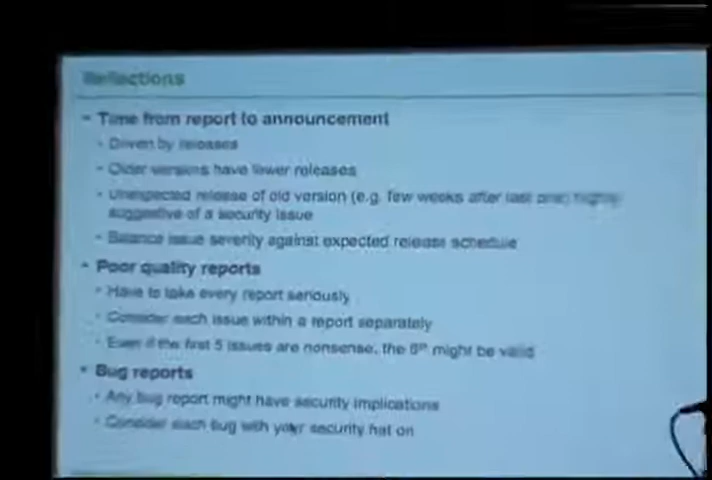 Reflections
- Time from report to announcement
- Driven by releases
- Older versions have fewer releases
- Unexpected release of old version (e.g. few weeks after last one) highly
suggestive of a security issue
- Balance issue severity against expected release schedule
- Poor quality reports
- Have to take every report seriously
- Consider each issue within a report separately
- Even if the first 5 issues are nonsense, the 6th might be valid
- Bug reports
- Any bug report might have security implications
- Consider each bug with your security hat on